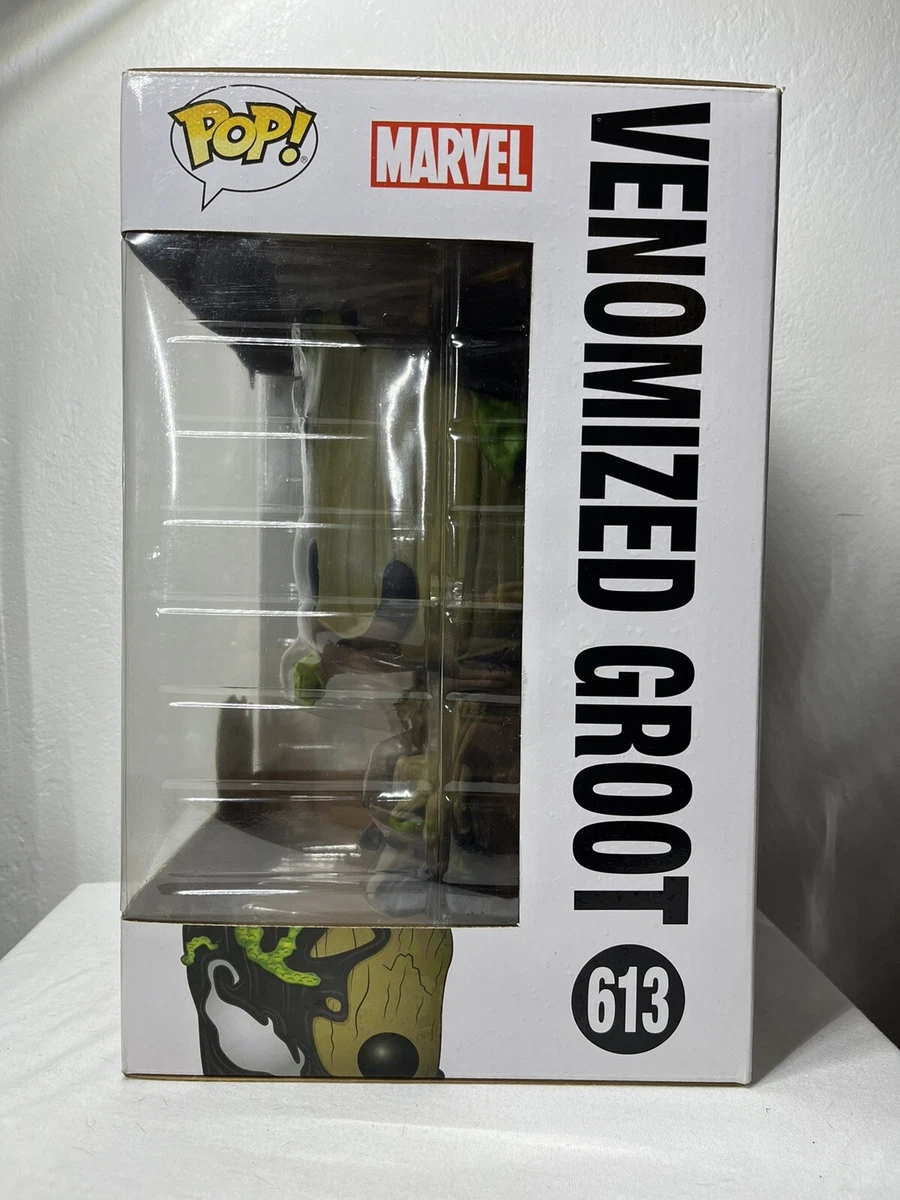 POP!®
MARVEL
VENOMIZED GROOT
613